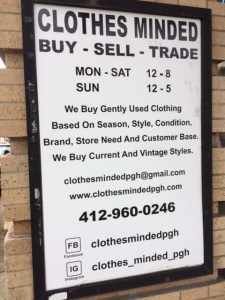 CLOTHES MINDED
BUY - SELL - TRADE
MON - SAT 12 - 8
SUN 12 - 5
We Buy Gently Used Clothing
Based On Season, Style, Condition,
Brand, Store Need And Customer Base.
We Buy Current And Vintage Styles.
clothesmindedpgh@gmail.com
www.clothesmindedpgh.com
412-960-0246
FB clothesmindedpgh
Facebook
IG clothes_minded_pgh
Instagram